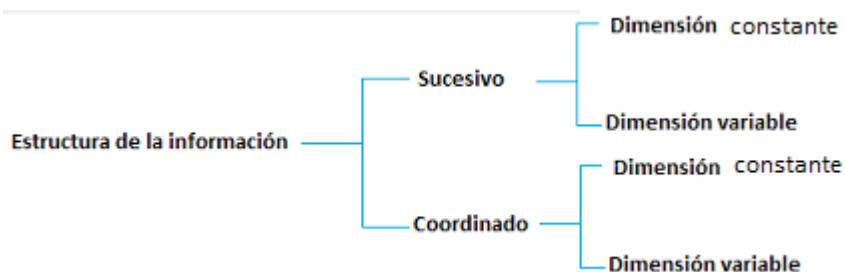 Dimensión constante
Sucesivo
Dimensión variable
Estructura de la información
Dimensión constante
Coordinado
Dimensión variable